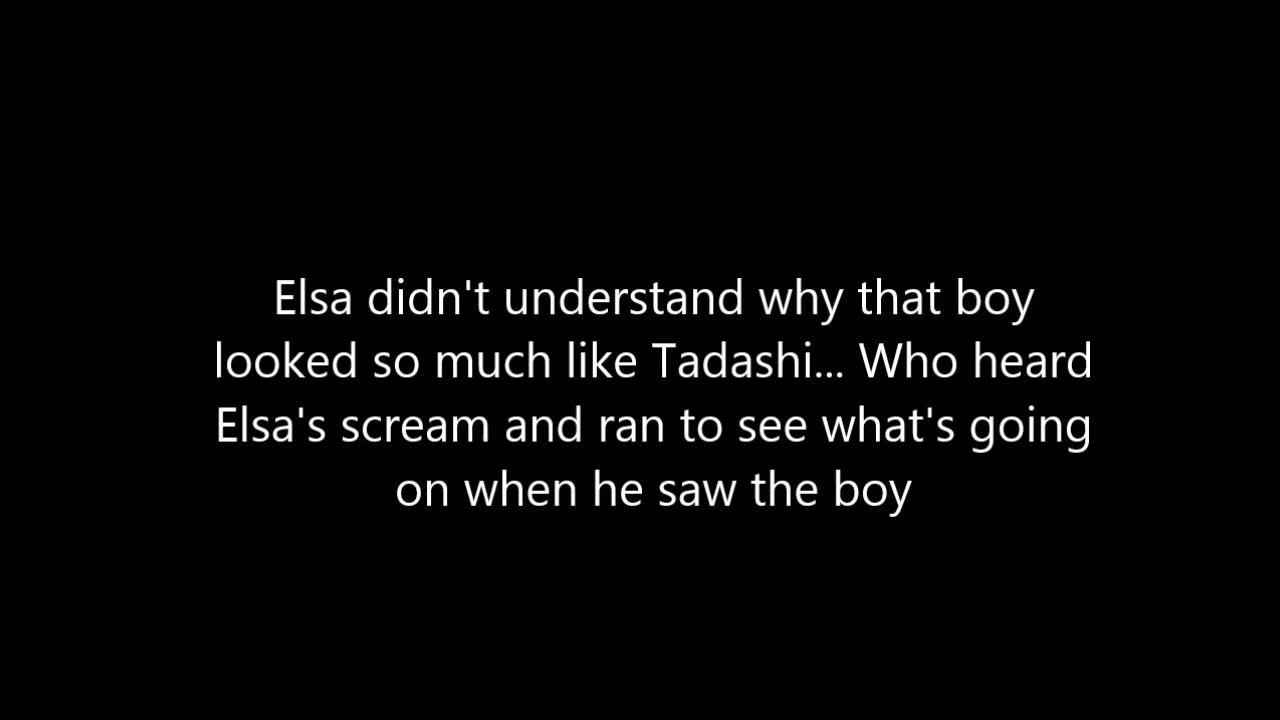 Elsa didn't understand why that boy
looked so much like Tadashi... Who heard
Elsa's scream and ran to see what's going
on when he saw the boy